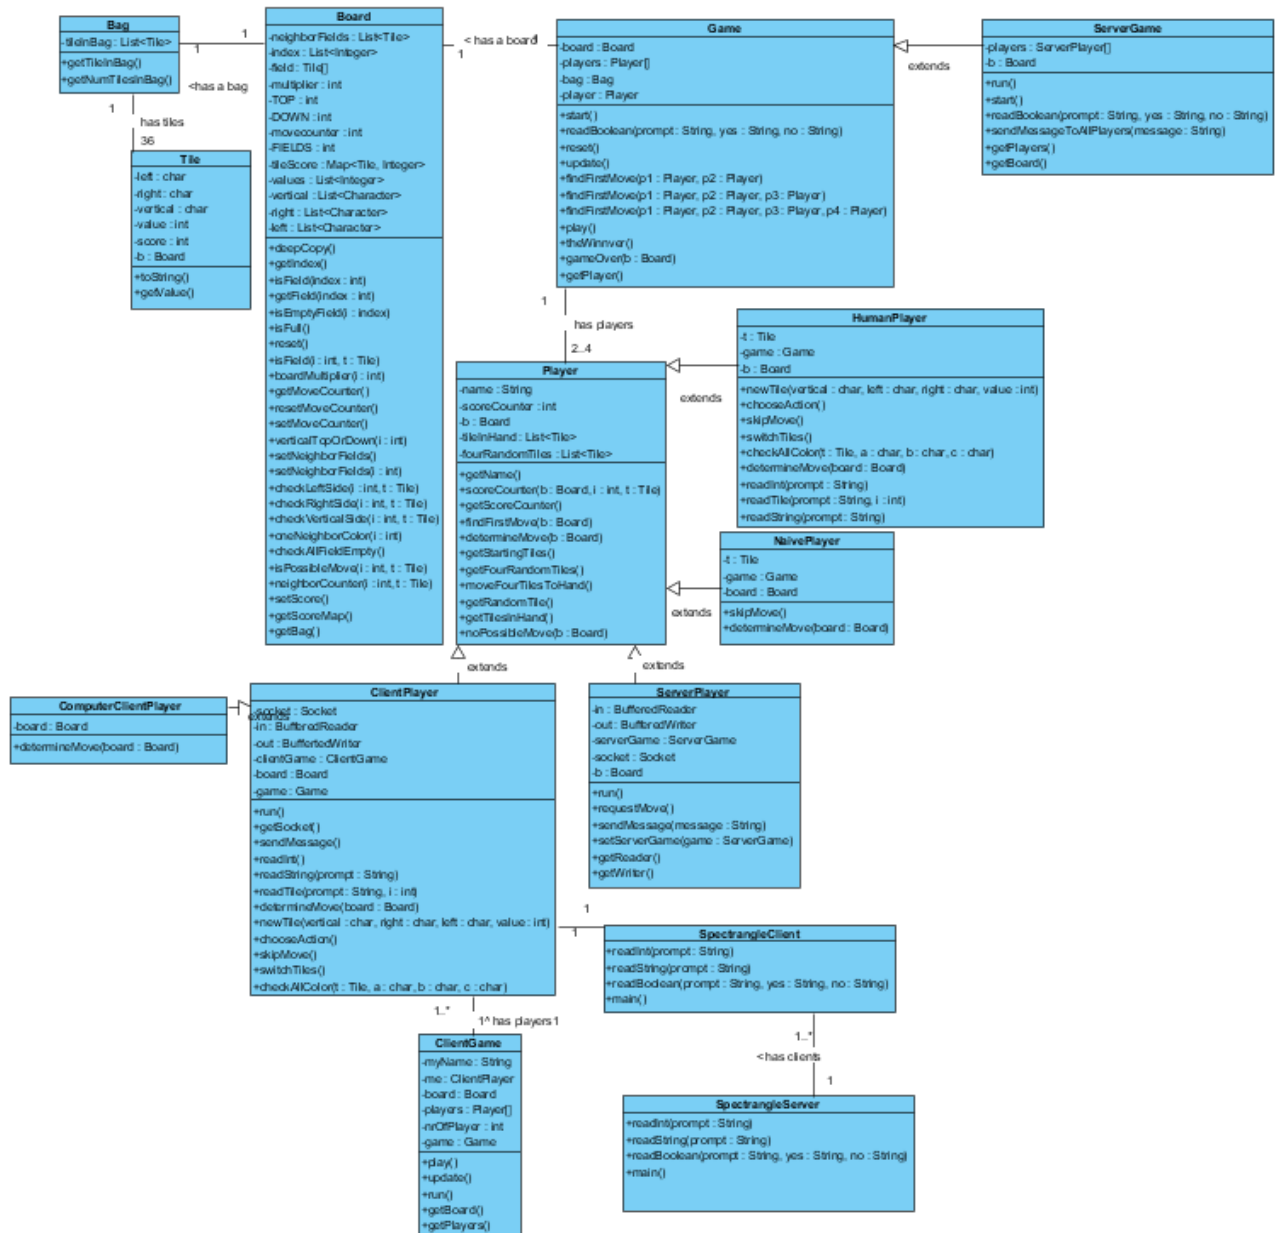 Bag
-tileInBag : List<Tile>
+getTileInBag()
+getNumTilesInBag()
1
1
<has a bag
1
has tiles
36
Tile
-left : char
-right : char
-vertical : char
-value : int
-score : int
-b : Board
+toString()
+getValue()
Board
-neighborFields : List<Tile>
-index : List<Integer>
-field : Tile[]
-multiplier : int
-TOP : int
-DOWN : int
-movecounter : int
-FIELDS : int
-tileScore : Map<Tile, Integer>
-values : List<Integer>
-vertical : List<Character>
-right : List<Character>
-left : List<Character>
+deepCopy()
+getIndex()
+isField(index : int)
+getField(index : int)
+isEmptyField(i : index)
+isFull()
+reset()
+isField(i : int, t : Tile)
+boardMultiplier(i : int)
+getMoveCounter()
+resetMoveCounter()
+setMoveCounter()
+verticalTopOrDown(i : int)
+setNeighborFields()
+setNeighborFields(i : int)
+checkLeftSide(i : int, t : Tile)
+checkRightSide(i : int, t : Tile)
+checkVerticalSide(i : int, t : Tile)
+oneNeighborColor(i : int)
+checkAllFieldEmpty()
+isPossibleMove(i : int, t : Tile)
+neighborCounter(i : int, t : Tile)
+setScore()
+getScoreMap()
+getBag()
< has a board
1
1
Game
-board : Board
-players : Player[]
-bag : Bag
-player : Player
+start()
+readBoolean(prompt : String, yes : String, no : String)
+reset()
+update()
+findFirstMove(p1 : Player, p2 : Player)
+findFirstMove(p1 : Player, p2 : Player, p3 : Player)
+findFirstMove(p1 : Player, p2 : Player, p3 : Player, p4 : Player)
+play()
+theWinnver()
+gameOver(b : Board)
+getPlayer()
extends
ServerGame
-players : ServerPlayer[]
-b : Board
+run()
+start()
+readBoolean(prompt : String, yes : String, no : String)
+sendMessageToAllPlayers(message : String)
+getPlayers()
+getBoard()
1
has players
2..4
Player
-name : String
-scoreCounter : int
-b : Board
-tileInHand : List<Tile>
-fourRandomTiles : List<Tile>
+getName()
+scoreCounter(b : Board, i : int, t : Tile)
+getScoreCounter()
+findFirstMove(b : Board)
+determineMove(b : Board)
+getStartingTiles()
+getFourRandomTiles()
+moveFourTilesToHand()
+getRandomTile()
+getTilesInHand()
+noPossibleMove(b : Board)
extends
HumanPlayer
-t : Tile
-game : Game
-b : Board
+newTile(vertical : char, left : char, right : char, value : int)
+chooseAction()
+skipMove()
+switchTiles()
+checkAllColor(t : Tile, a : char, b : char, c : char)
+determineMove(board : Board)
+readInt(prompt : String)
+readTile(prompt : String, i : int)
+readString(prompt : String)
extends
NaivePlayer
-t : Tile
-game : Game
-board : Board
+skipMove()
+determineMove(board : Board)
extends
extends
ComputerClientPlayer
-board : Board
+determineMove(board : Board)
extends
ClientPlayer
-socket : Socket
-in : BufferedReader
-out : BuffertedWriter
-clientGame : ClientGame
-board : Board
-game : Game
+run()
+getSocket()
+sendMessage()
+readInt()
+readString(prompt : String)
+readTile(prompt : String, i : int)
+determineMove(board : Board)
+newTile(vertical : char, right : char, left : char, value : int)
+chooseAction()
+skipMove()
+switchTiles()
+checkAllColor(t : Tile, a : char, b : char, c : char)
ServerPlayer
-in : BufferedReader
-out : BufferedWriter
-serverGame : ServerGame
-socket : Socket
-b : Board
+run()
+requestMove()
+sendMessage(message : String)
+setServerGame(game : ServerGame)
+getReader()
+getWriter()
1
1
SpectrangleClient
+readInt(prompt : String)
+readString(prompt : String)
+readBoolean(prompt : String, yes : String, no : String)
+main()
1..*
1^ has players1
ClientGame
-myName : String
-me : ClientPlayer
-board : Board
-players : Player[]
-nrOfPlayer : int
-game : Game
+play()
+update()
+run()
+getBoard()
+getPlayers()
1..*
<has clients
1
SpectrangleServer
+readInt(prompt : String)
+readString(prompt : String)
+readBoolean(prompt : String, yes : String, no : String)
+main()